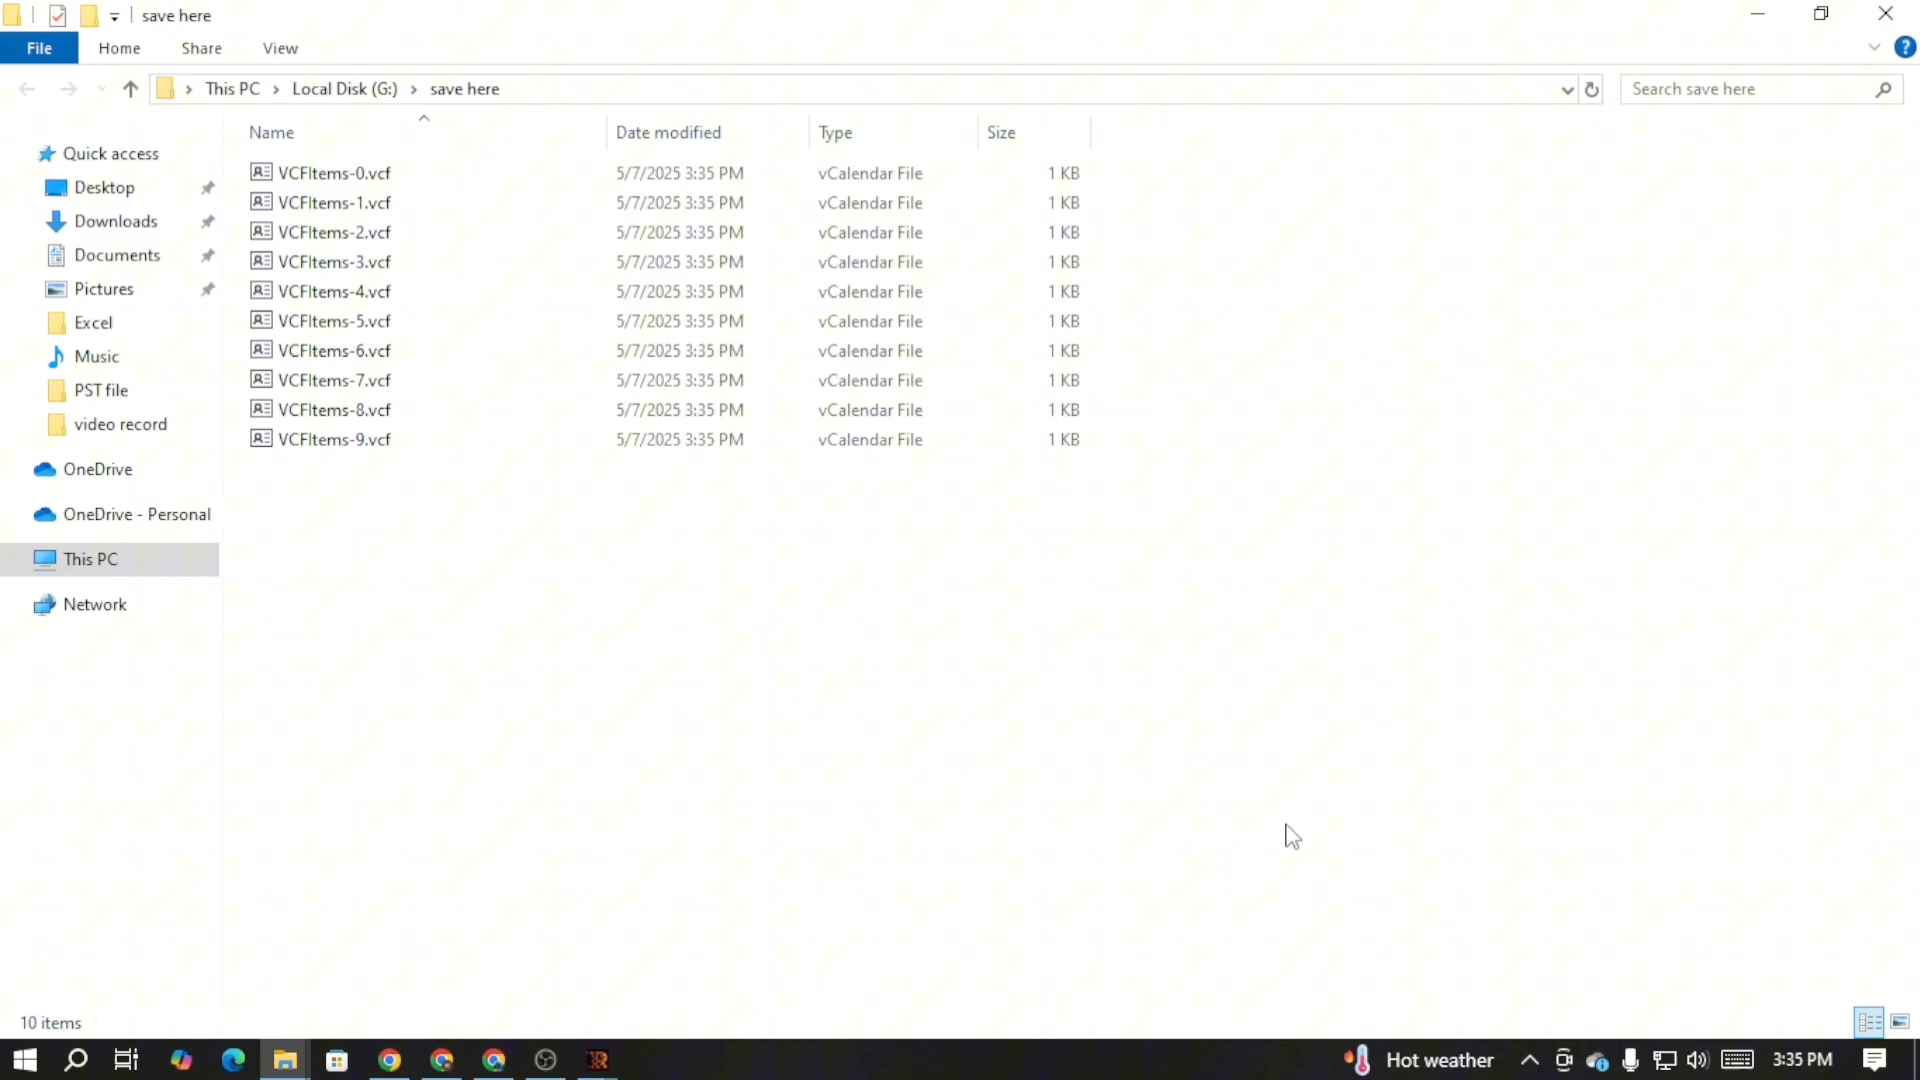 save here
File Home Share View
?
This PC Local Disk (G:) save here Search save here
Name Date modified Type Size
Quick access
Desktop
Downloads
Documents
Pictures
Excel
Music
PST file
video record
OneDrive
OneDrive - Personal
This PC
Network
VCFItems-0.vcf 5/7/2025 3:35 PM vCalendar File 1 KB
VCFItems-1.vcf 5/7/2025 3:35 PM vCalendar File 1 KB
VCFItems-2.vcf 5/7/2025 3:35 PM vCalendar File 1 KB
VCFItems-3.vcf 5/7/2025 3:35 PM vCalendar File 1 KB
VCFItems-4.vcf 5/7/2025 3:35 PM vCalendar File 1 KB
VCFItems-5.vcf 5/7/2025 3:35 PM vCalendar File 1 KB
VCFItems-6.vcf 5/7/2025 3:35 PM vCalendar File 1 KB
VCFItems-7.vcf 5/7/2025 3:35 PM vCalendar File 1 KB
VCFItems-8.vcf 5/7/2025 3:35 PM vCalendar File 1 KB
VCFItems-9.vcf 5/7/2025 3:35 PM vCalendar File 1 KB
10 items
Hot weather 3:35 PM